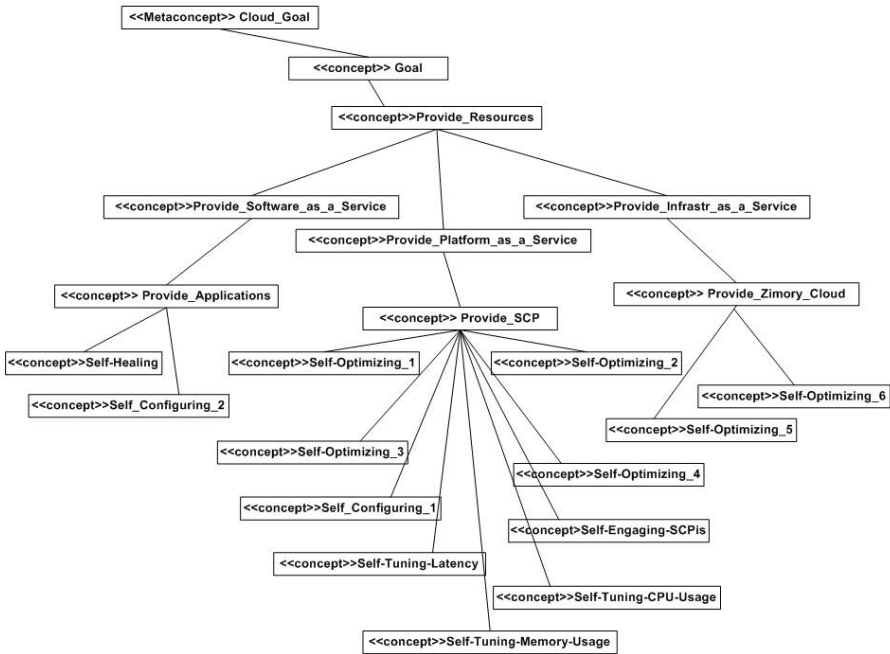 <<Metaconcept>> Cloud_Goal
<<concept>> Goal
<<concept>>Provide_Resources
<<concept>>Provide_Software_as_a_Service
<<concept>>Provide_Infrastr_as_a_Service
<<concept>>Provide_Platform_as_a_Service
<<concept>> Provide_Applications
<<concept>> Provide_Zimory_Cloud
<<concept>> Provide_SCP
<<concept>>Self-Healing
<<concept>>Self-Optimizing_1
<<concept>>Self-Optimizing_2
<<concept>>Self-Optimizing_6
<<concept>>Self_Configuring_2
<<concept>>Self-Optimizing_5
<<concept>>Self-Optimizing_3
<<concept>>Self-Optimizing_4
<<concept>>Self_Configuring_1
<<concept>Self-Engaging-SCPis
<<concept>>Self-Tuning-Latency
<<concept>>Self-Tuning-CPU-Usage
<<concept>>Self-Tuning-Memory-Usage